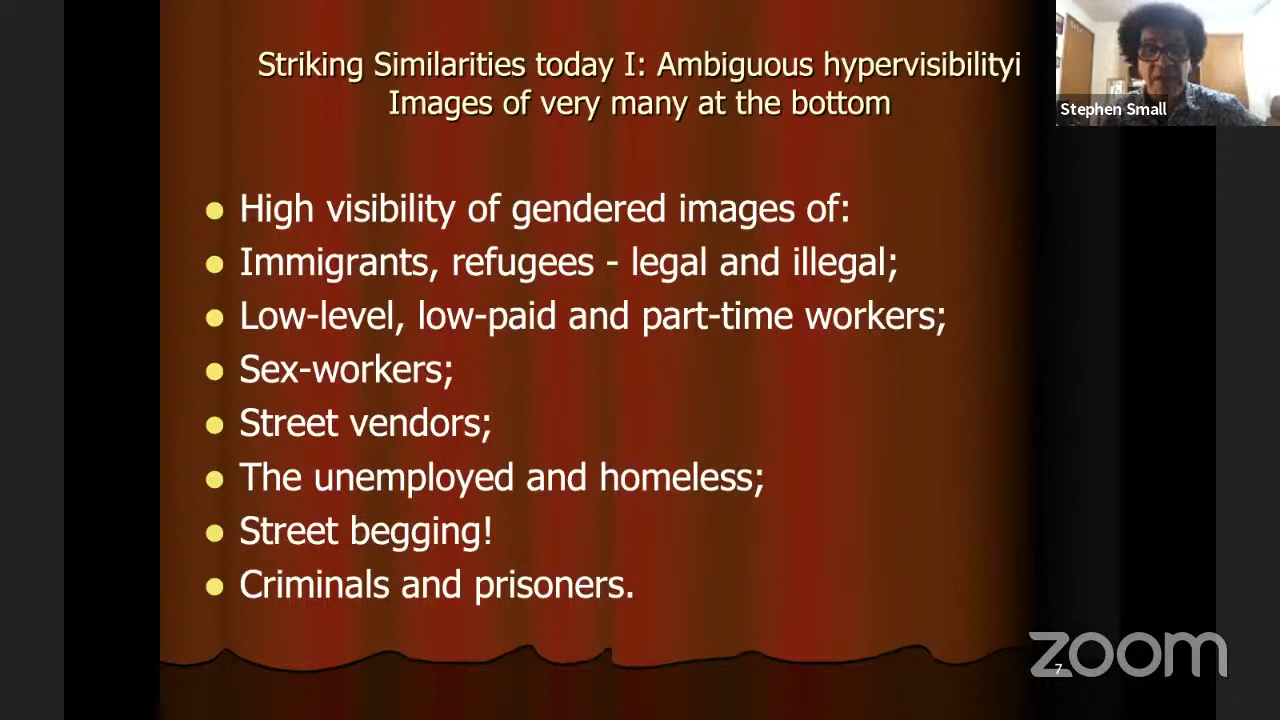 Striking Similarities today I: Ambiguous hypervisibilityi
Images of very many at the bottom
Stephen Small
High visibility of gendered images of:
Immigrants, refugees - legal and illegal;
Low-level, low-paid and part-time workers;
Sex-workers;
Street vendors;
The unemployed and homeless;
Street begging!
Criminals and prisoners.
zoom
7